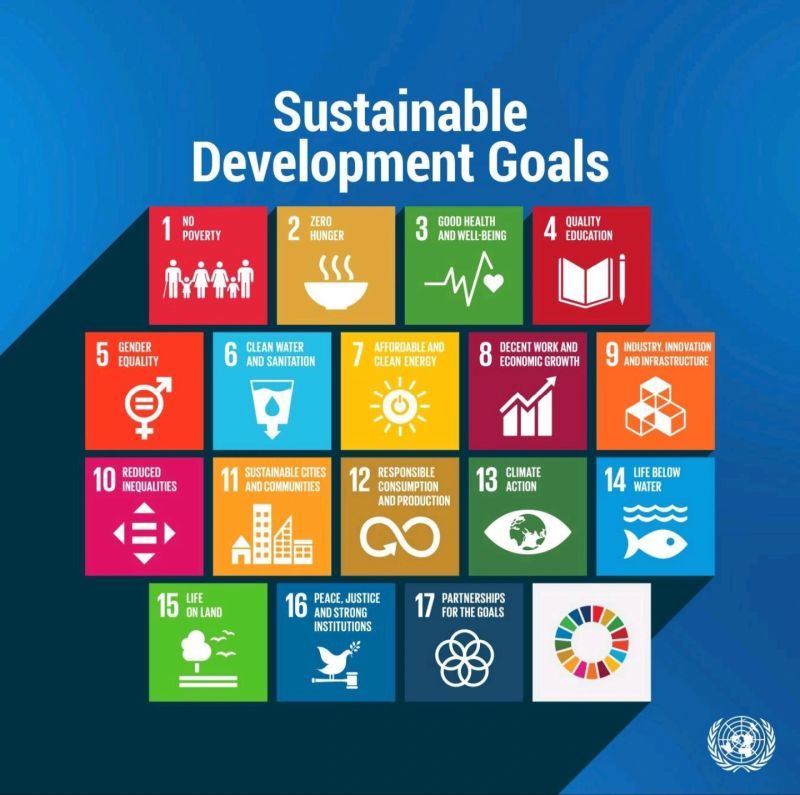 Sustainable
Development Goals
1 NO
POVERTY
2 ZERO
HUNGER
3 GOOD HEALTH
AND WELL-BEING
4 QUALITY
EDUCATION
5 GENDER
EQUALITY
6 CLEAN WATER
AND SANITATION
7 AFFORDABLE AND
CLEAN ENERGY
8 DECENT WORK AND
ECONOMIC GROWTH
9 INDUSTRY, INNOVATION
AND INFRASTRUCTURE
10 REDUCED
INEQUALITIES
11 SUSTAINABLE CITIES
AND COMMUNITIES
12 RESPONSIBLE
CONSUMPTION
AND PRODUCTION
13 CLIMATE
ACTION
14 LIFE BELOW
WATER
15 LIFE
ON LAND
16 PEACE, JUSTICE
AND STRONG
INSTITUTIONS
17 PARTNERSHIPS
FOR THE GOALS